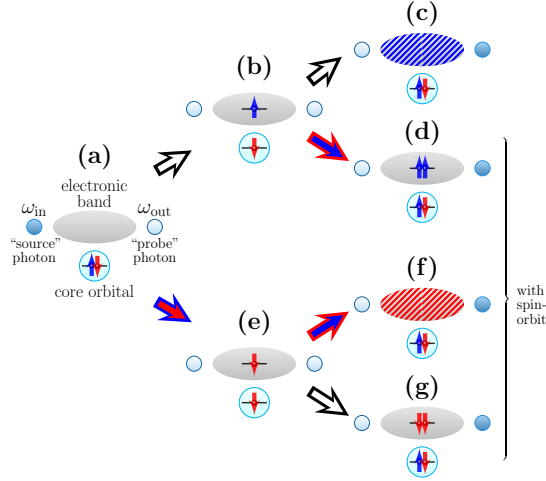 (c)
(b)
(d)
(a)
electronic
band
ω_in
ω_out
“source”
photon
“probe”
photon
core orbital
(f)
with
spin-
orbit
(e)
(g)